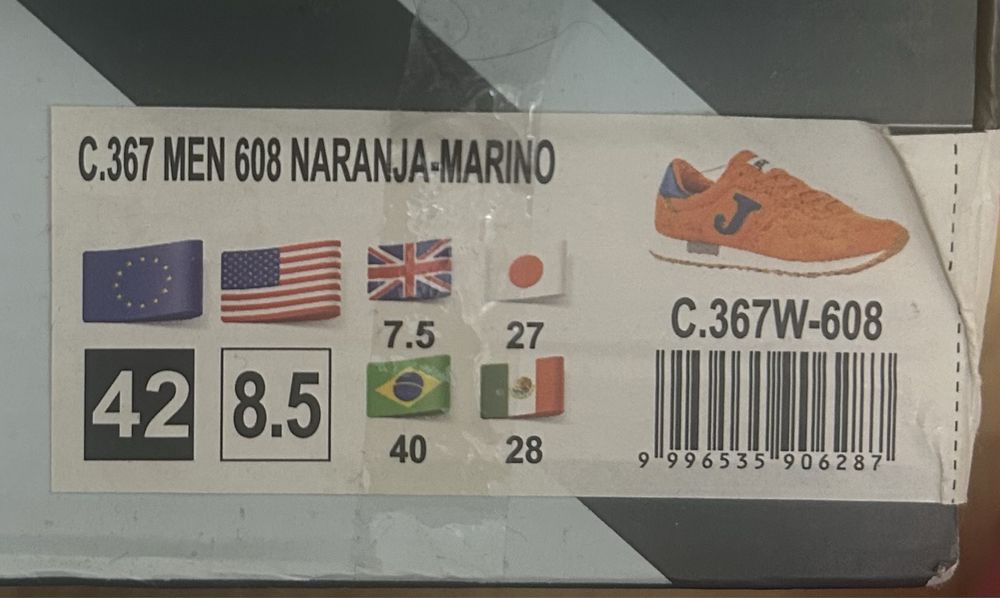 C.367 MEN 608 NARANJA-MARINO
J
7.5 27
C.367W-608
42 8.5
40 28
9 996535 906287